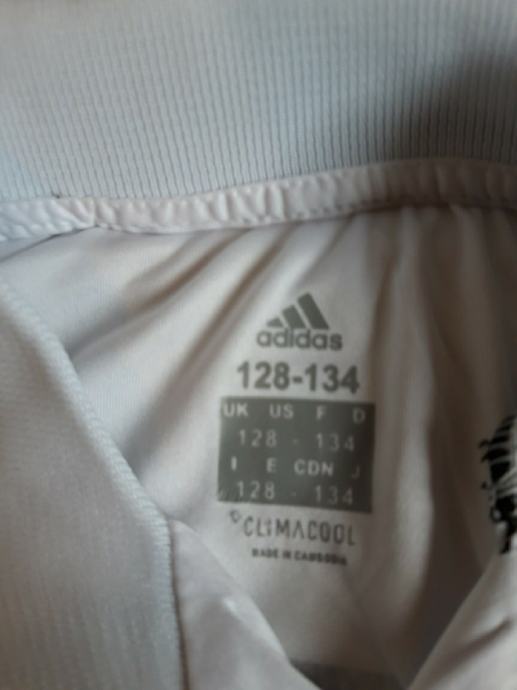 adidas
128-134
UK US F D
128 - 134
I E CDN J
128 - 134
CLIMACOOL
MADE IN CAMBODIA